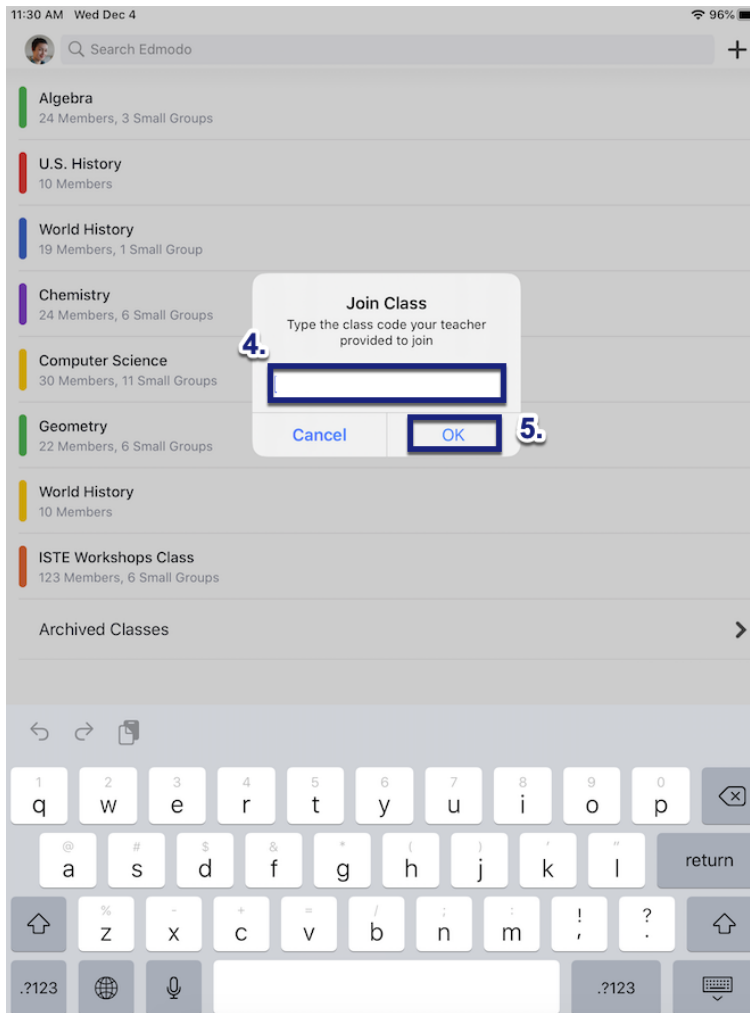 11:30 AM Wed Dec 4 96%
Search Edmodo +
Algebra
24 Members, 3 Small Groups
U.S. History
10 Members
World History
19 Members, 1 Small Group
Chemistry
24 Members, 6 Small Groups
Computer Science
30 Members, 11 Small Groups
Geometry
22 Members, 6 Small Groups
World History
10 Members
ISTE Workshops Class
123 Members, 6 Small Groups
Archived Classes
Join Class
Type the class code your teacher
provided to join
4.
Cancel OK 5.
1 2 3 4 5 6 7 8 9 0
q w e r t y u i o p
@ # $ & * ( ) ' "
a s d f g h j k l return
% - + = / ; : ! ?
z x c v b n m , .
.?123 .?123